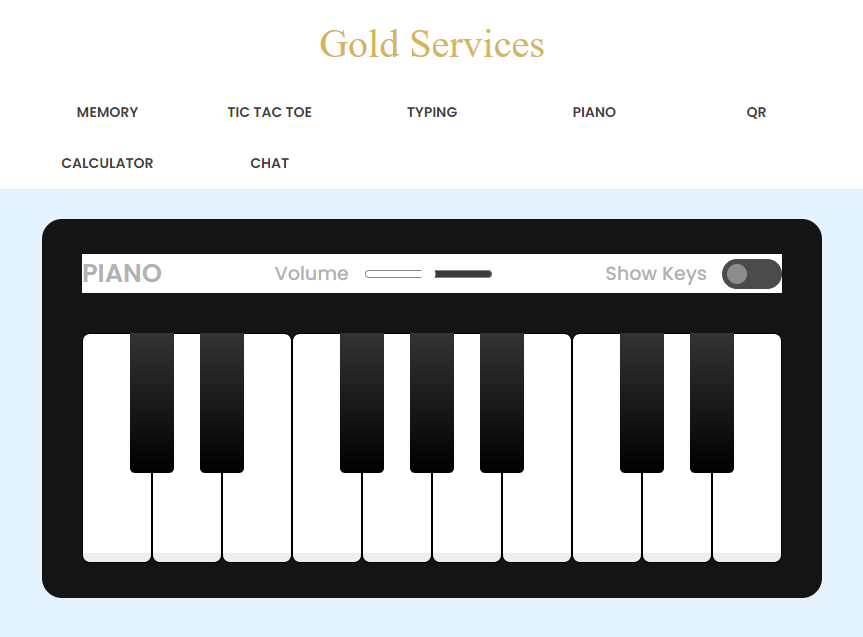 Gold Services
MEMORY TIC TAC TOE TYPING PIANO QR
CALCULATOR CHAT
PIANO Volume Show Keys